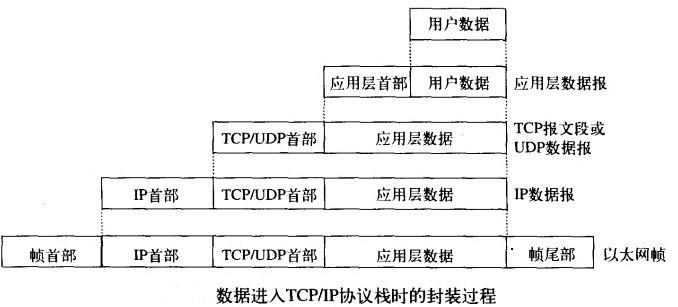 用户数据
应用层首部 用户数据 应用层数据报
TCP/UDP首部 应用层数据 TCP报文段或
UDP数据报
IP首部 TCP/UDP首部 应用层数据 IP数据报
帧首部 IP首部 TCP/UDP首部 应用层数据 帧尾部 以太网帧
数据进入TCP/IP协议栈时的封装过程